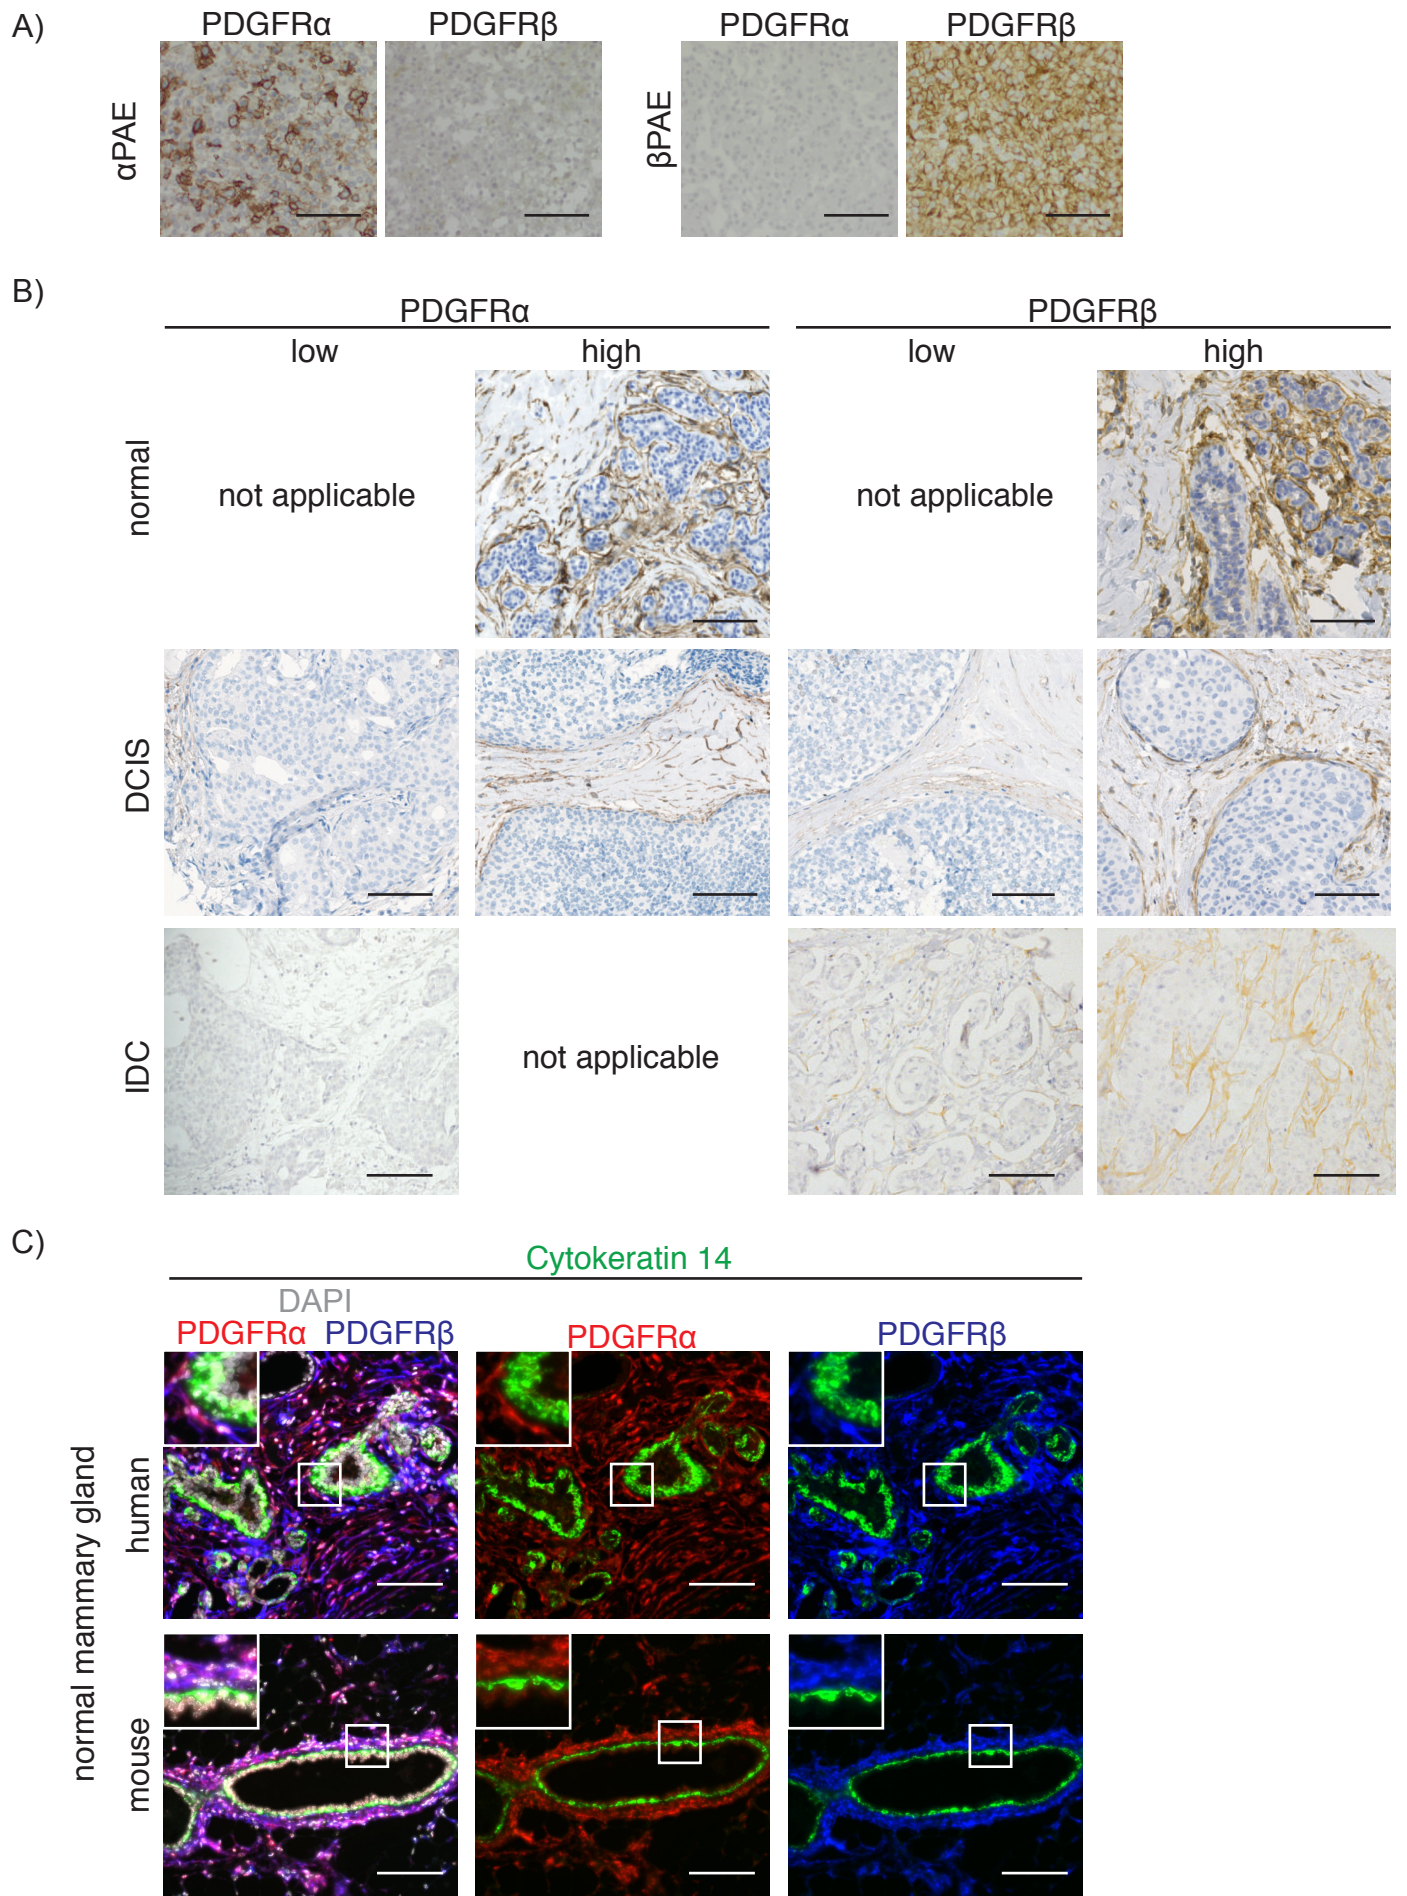 A)
PDGFRα PDGFRβ PDGFRα PDGFRβ
αPAE
βPAE
B)
PDGFRα PDGFRβ
low high low high
normal
not applicable not applicable
DCIS
IDC
not applicable
C)
Cytokeratin 14
DAPI
PDGFRα PDGFRβ PDGFRα PDGFRβ
normal mammary gland
human
mouse